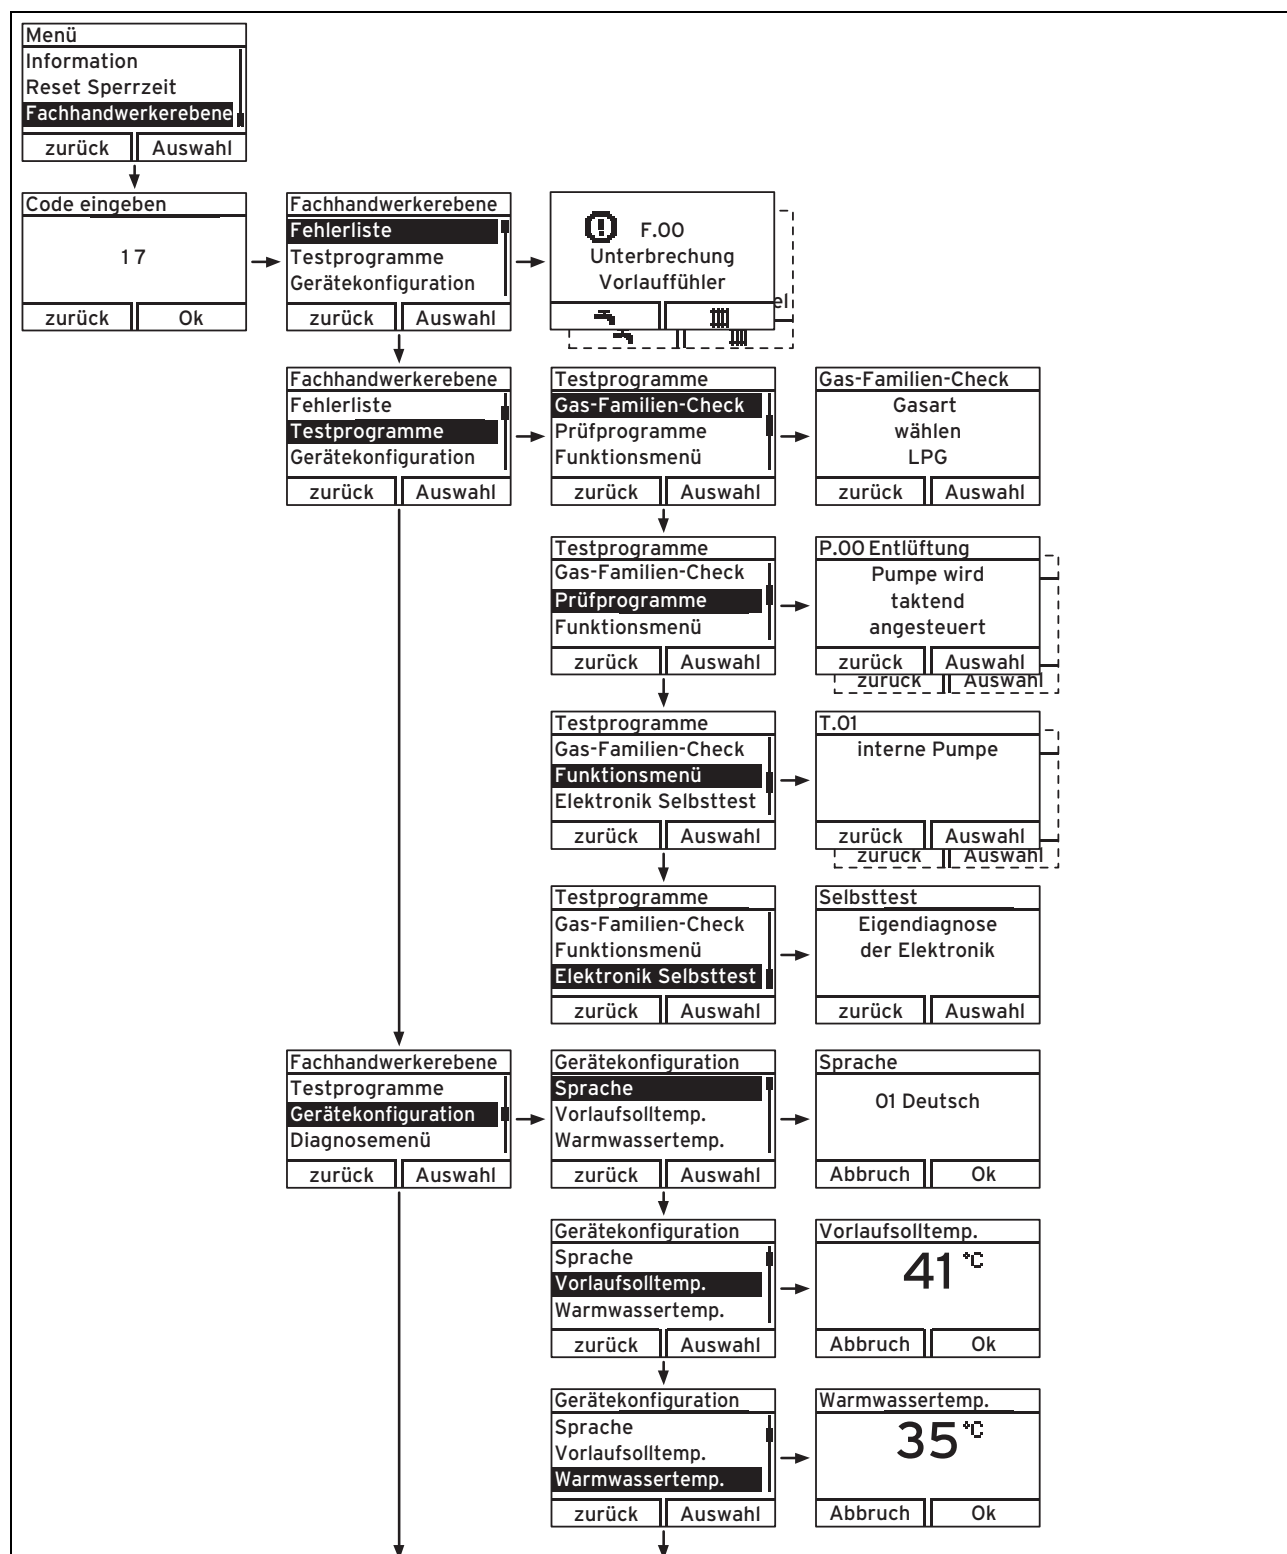 Menü
Information
Reset Sperrzeit
Fachhandwerkerebene
zurück Auswahl
Code eingeben
17
zurück Ok
Fachhandwerkerebene
Fehlerliste
Testprogramme
Gerätekonfiguration
zurück Auswahl
F.00
Unterbrechung
Vorlauffühler
el
Fachhandwerkerebene
Fehlerliste
Testprogramme
Gerätekonfiguration
zurück Auswahl
Testprogramme
Gas-Familien-Check
Prüfprogramme
Funktionsmenü
zurück Auswahl
Gas-Familien-Check
Gasart
wählen
LPG
zurück Auswahl
Testprogramme
Gas-Familien-Check
Prüfprogramme
Funktionsmenü
zurück Auswahl
P.00 Entlüftung
Pumpe wird
taktend
angesteuert
zurück Auswahl
zurück Auswahl
Testprogramme
Gas-Familien-Check
Funktionsmenü
Elektronik Selbsttest
zurück Auswahl
T.01
interne Pumpe
zurück Auswahl
zurück Auswahl
Testprogramme
Gas-Familien-Check
Funktionsmenü
Elektronik Selbsttest
zurück Auswahl
Selbsttest
Eigendiagnose
der Elektronik
zurück Auswahl
Fachhandwerkerebene
Testprogramme
Gerätekonfiguration
Diagnosemenü
zurück Auswahl
Gerätekonfiguration
Sprache
Vorlaufsolltemp.
Warmwassertemp.
zurück Auswahl
Sprache
01 Deutsch
Abbruch Ok
Gerätekonfiguration
Sprache
Vorlaufsolltemp.
Warmwassertemp.
zurück Auswahl
Vorlaufsolltemp.
41 °C
Abbruch Ok
Gerätekonfiguration
Sprache
Vorlaufsolltemp.
Warmwassertemp.
zurück Auswahl
Warmwassertemp.
35 °C
Abbruch Ok